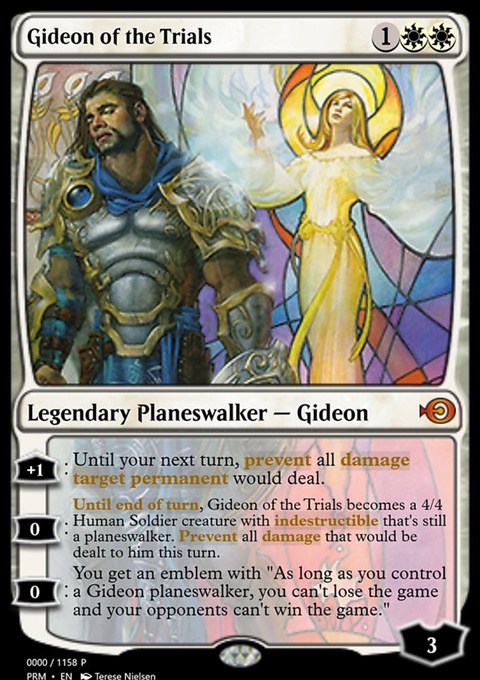 Gideon of the Trials 1
Legendary Planeswalker — Gideon
+1 : Until your next turn, prevent all damage
target permanent would deal.
Until end of turn, Gideon of the Trials becomes a 4/4
0 : Human Soldier creature with indestructible that's still
a planeswalker. Prevent all damage that would be
dealt to him this turn.
You get an emblem with "As long as you control
0 : a Gideon planeswalker, you can't lose the game
and your opponents can't win the game."
3
0000 / 1158 P
PRM • EN Terese Nielsen